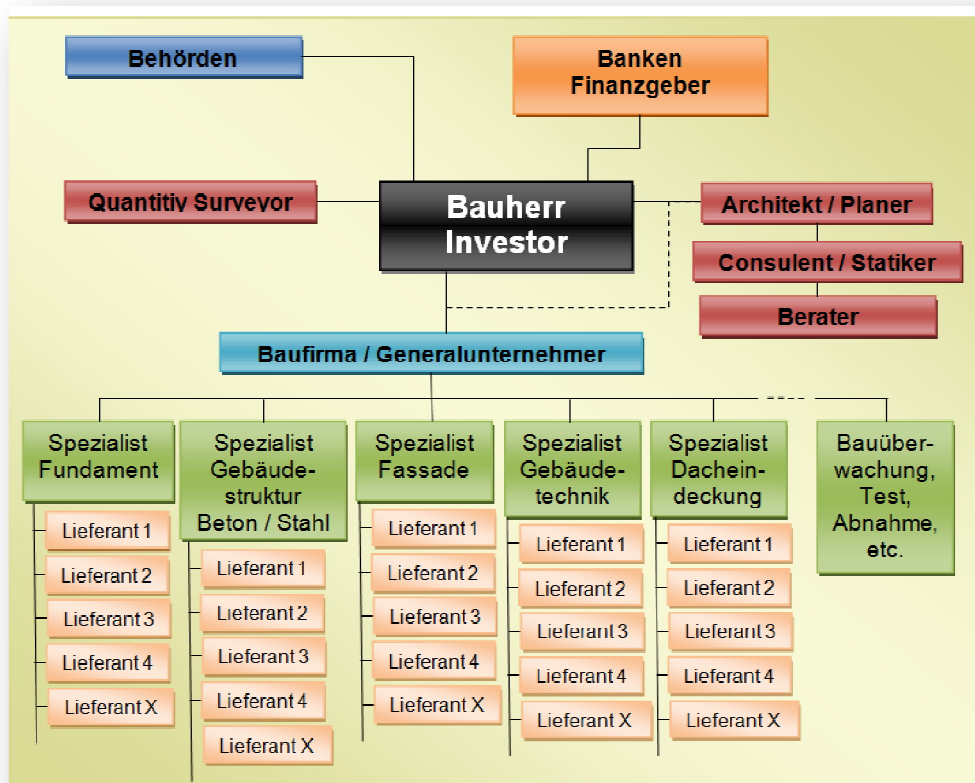 Behörden
Banken
Finanzgeber
Quantitiv Surveyor
Bauherr
Investor
Architekt / Planer
Consulent / Statiker
Berater
Baufirma / Generalunternehmer
Spezialist
Fundament
Lieferant 1
Lieferant 2
Lieferant 3
Lieferant 4
Lieferant X
Spezialist
Gebäude-
struktur
Beton / Stahl
Lieferant 1
Lieferant 2
Lieferant 3
Lieferant 4
Lieferant X
Spezialist
Fassade
Lieferant 1
Lieferant 2
Lieferant 3
Lieferant 4
Lieferant X
Spezialist
Gebäude-
technik
Lieferant 1
Lieferant 2
Lieferant 3
Lieferant 4
Lieferant X
Spezialist
Dachein-
deckung
Lieferant 1
Lieferant 2
Lieferant 3
Lieferant 4
Lieferant X
Bauüber-
wachung,
Test,
Abnahme,
etc.